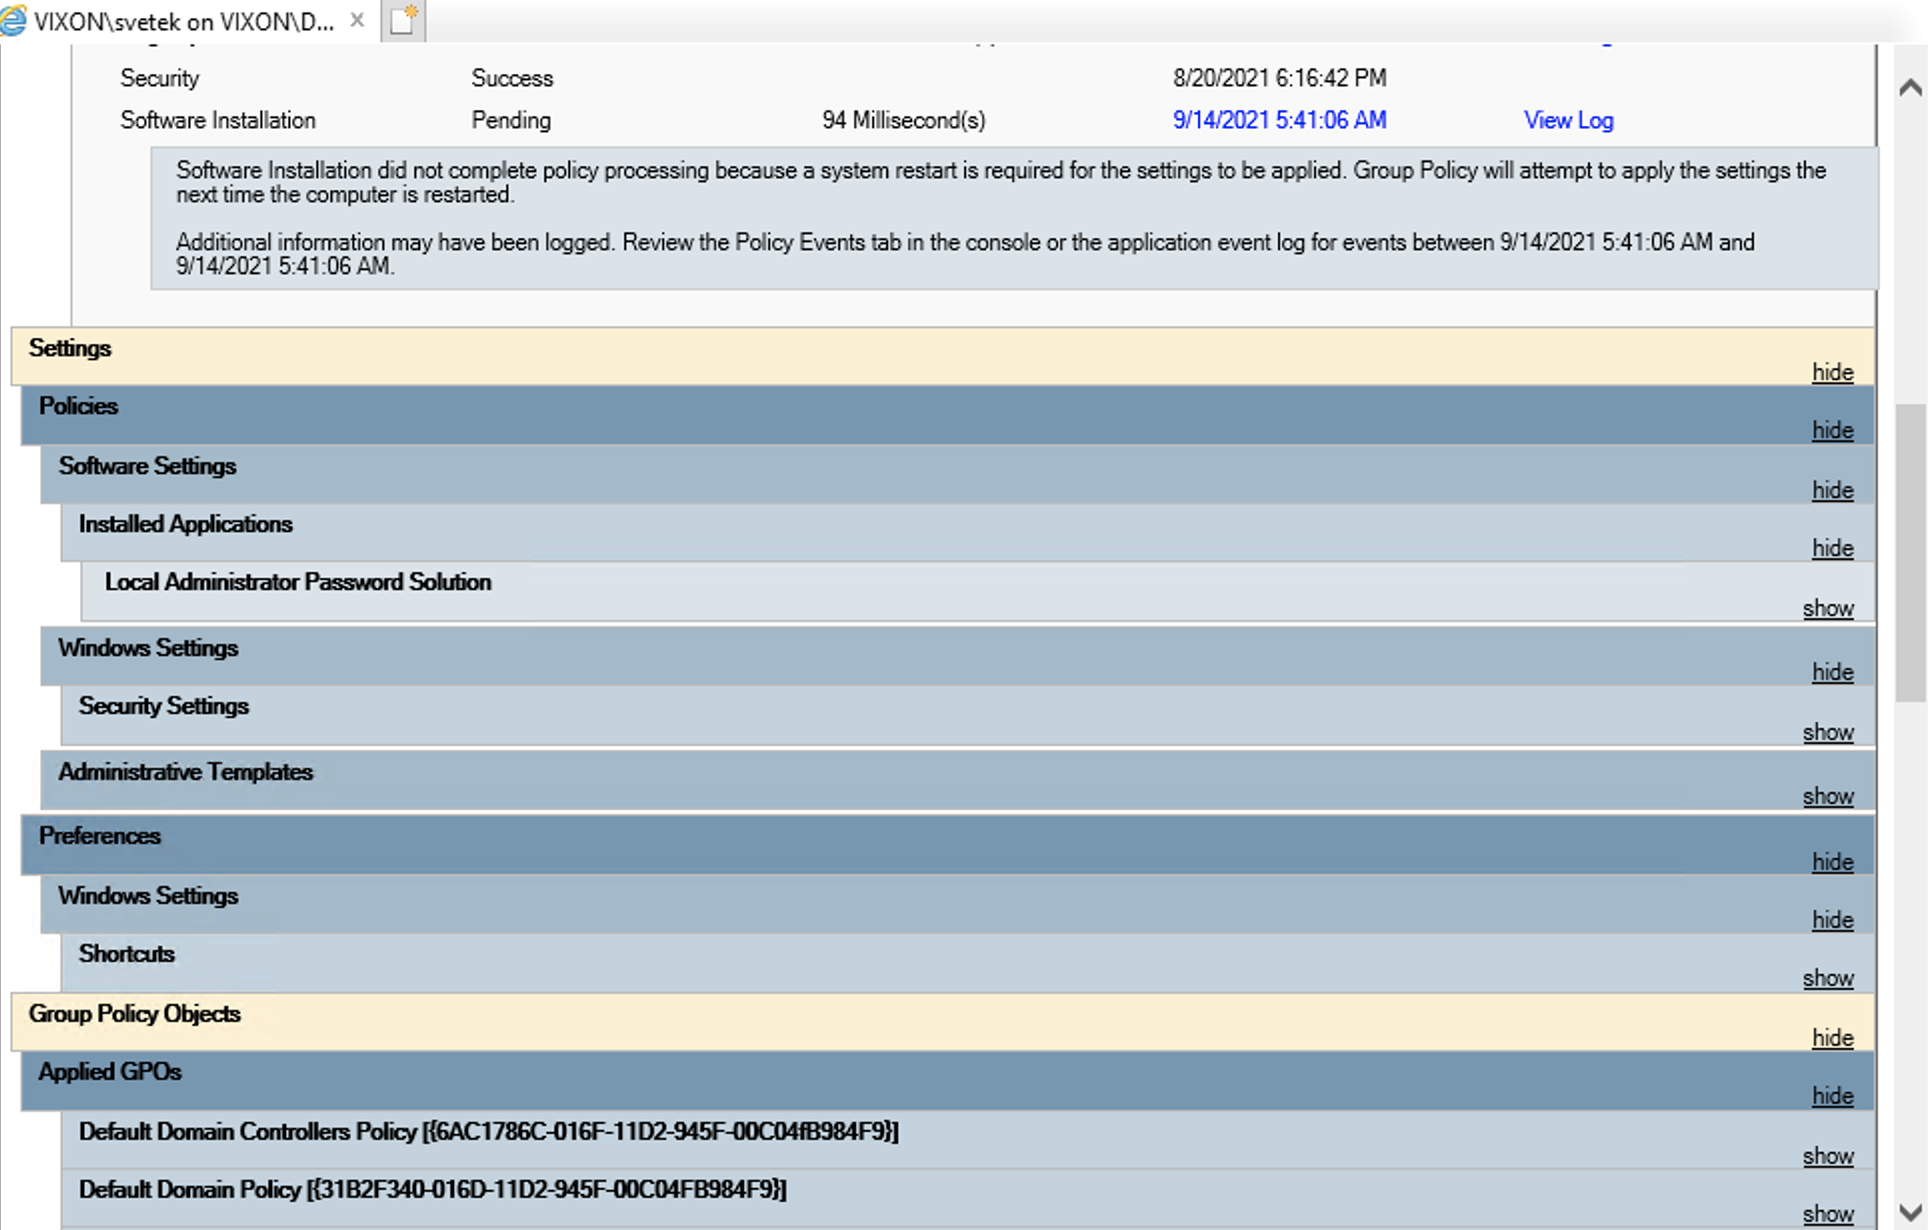 VIXON\svetek on VIXON\D...
Security Success 8/20/2021 6:16:42 PM
Software Installation Pending 94 Millisecond(s) 9/14/2021 5:41:06 AM View Log
Software Installation did not complete policy processing because a system restart is required for the settings to be applied. Group Policy will attempt to apply the settings the
next time the computer is restarted.
Additional information may have been logged. Review the Policy Events tab in the console or the application event log for events between 9/14/2021 5:41:06 AM and
9/14/2021 5:41:06 AM.
Settings
hide
Policies
hide
Software Settings
hide
Installed Applications
hide
Local Administrator Password Solution
show
Windows Settings
hide
Security Settings
show
Administrative Templates
show
Preferences
hide
Windows Settings
hide
Shortcuts
show
Group Policy Objects
hide
Applied GPOs
hide
Default Domain Controllers Policy [{6AC1786C-016F-11D2-945F-00C04fB984F9}]
show
Default Domain Policy [{31B2F340-016D-11D2-945F-00C04FB984F9}]
show